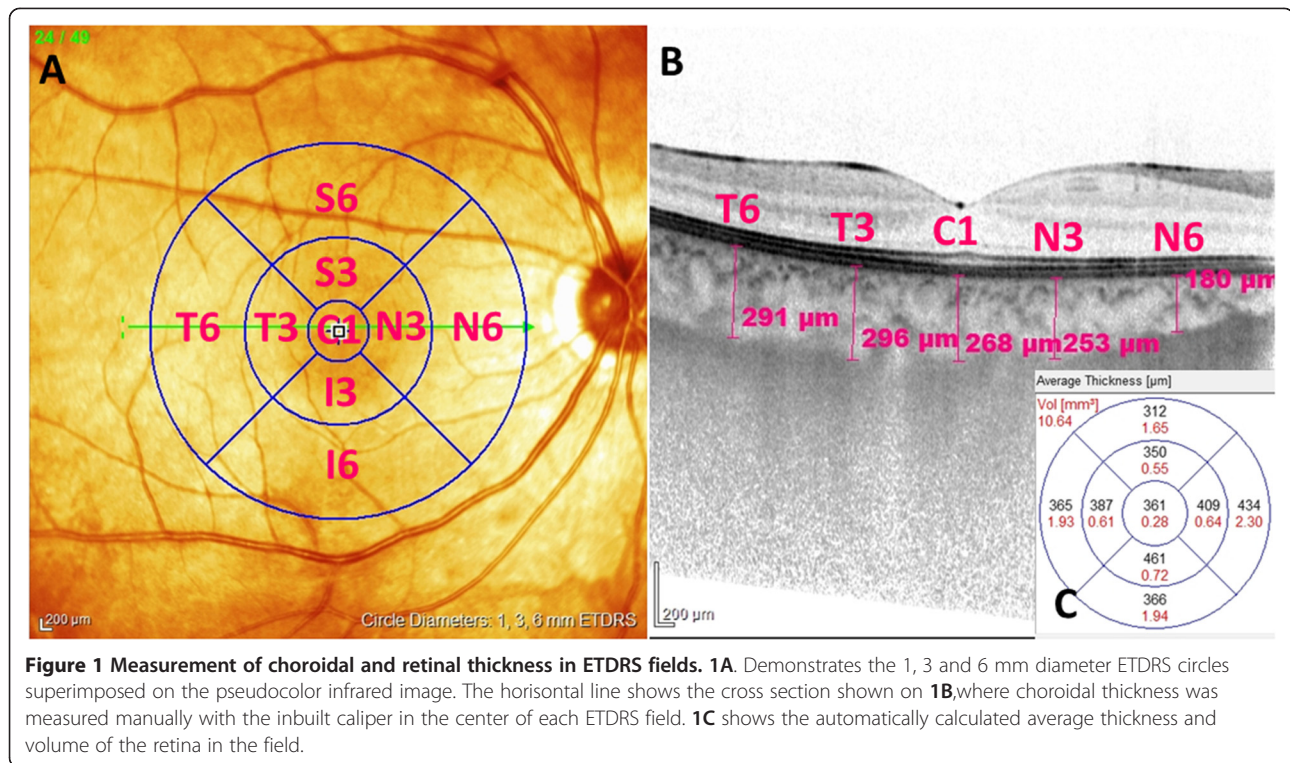 24 / 49
A
S6
S3
T6 T3 C1 N3 N6
I3
I6
200 µm
Circle Diameters: 1, 3, 6 mm ETDRS
B
T6 T3 C1 N3 N6
291 µm 296 µm 268 µm 253 µm 180 µm
200 µm
Average Thickness [µm]
Vol [mm³]
10.64
312
1.65
350
0.55
365 387 361 409 434
1.93 0.61 0.28 0.64 2.30
461
0.72
366
1.94
C
Figure 1 Measurement of choroidal and retinal thickness in ETDRS fields. 1A. Demonstrates the 1, 3 and 6 mm diameter ETDRS circles
superimposed on the pseudocolor infrared image. The horisontal line shows the cross section shown on 1B,where choroidal thickness was
measured manually with the inbuilt caliper in the center of each ETDRS field. 1C shows the automatically calculated average thickness and
volume of the retina in the field.